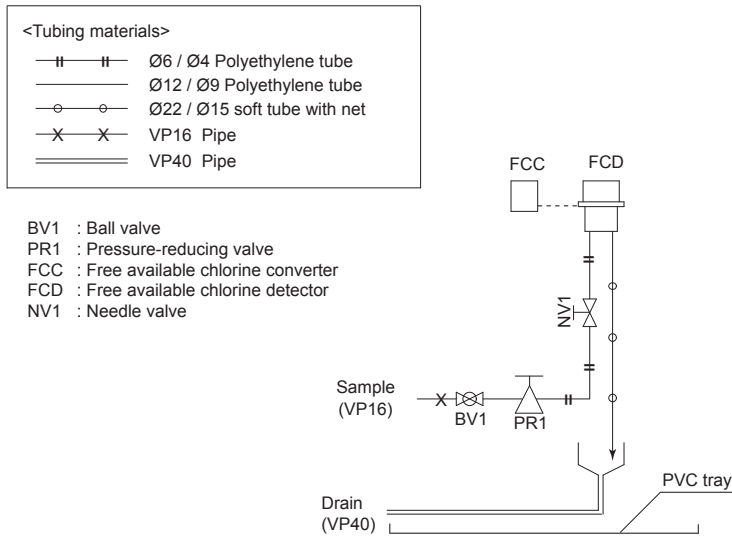 <Tubing materials>
Ø6 / Ø4 Polyethylene tube
Ø12 / Ø9 Polyethylene tube
Ø22 / Ø15 soft tube with net
X X VP16 Pipe
VP40 Pipe
BV1 : Ball valve
PR1 : Pressure-reducing valve
FCC : Free available chlorine converter
FCD : Free available chlorine detector
NV1 : Needle valve
FCC
FCD
NV1
Sample
(VP16)
X
BV1
PR1
PVC tray
Drain
(VP40)